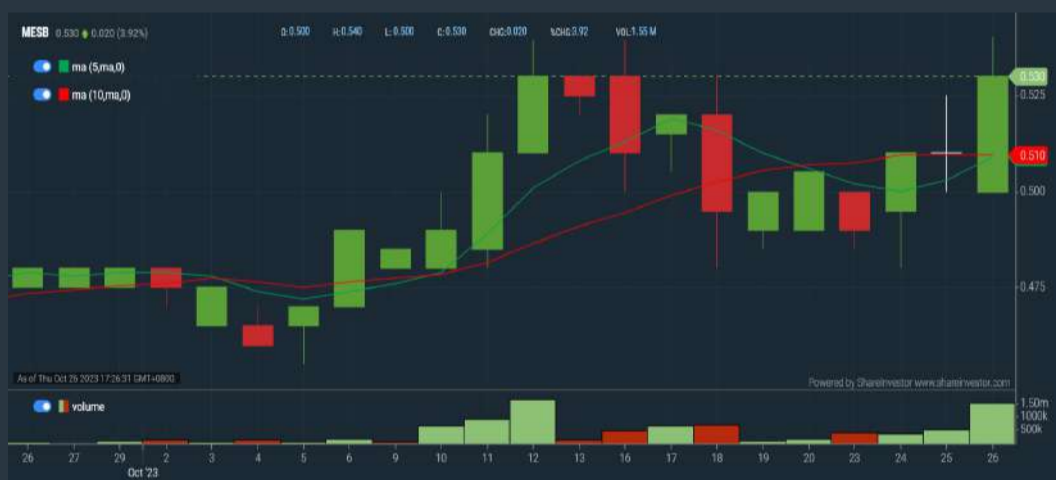 MESB 0.530 0.020 (3.92%) O:0.500 H:0.540 L:0.500 C:0.530 CHG:0.020 %CHG:3.92 VOL:1.55 M
ma (5,ma,0)
ma (10,ma,0)
0.530
0.525
0.510
0.500
0.475
As of Thu Oct 26 2023 17:26:31 GMT+0800
Powered by ShareInvestor www.shareinvestor.com
volume
1.50m
1000k
500k
26 27 29 2 3 4 5 6 9 10 11 12 13 16 17 18 19 20 23 24 25 26
Oct '23